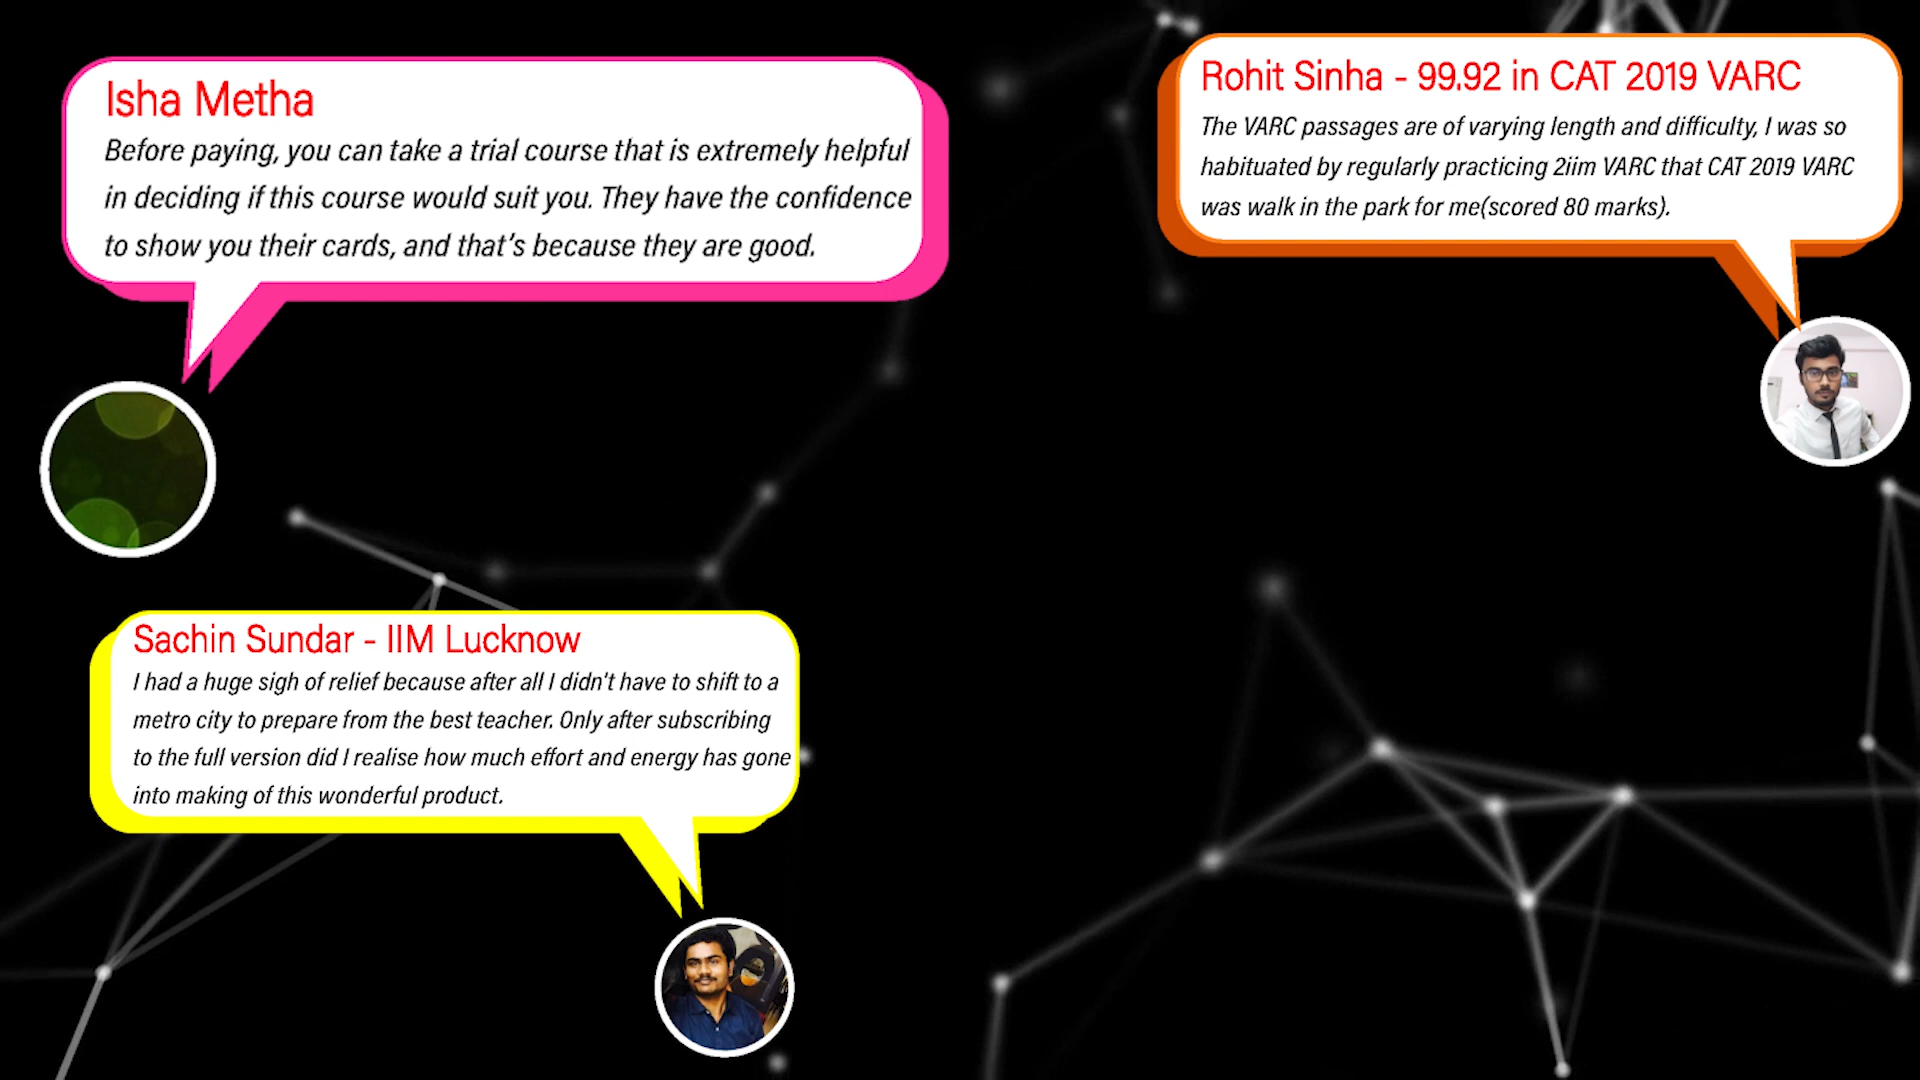 Isha Metha
Before paying, you can take a trial course that is extremely helpful
in deciding if this course would suit you. They have the confidence
to show you their cards, and that's because they are good.
Rohit Sinha - 99.92 in CAT 2019 VARC
The VARC passages are of varying length and difficulty, I was so
habituated by regularly practicing 2iim VARC that CAT 2019 VARC
was walk in the park for me(scored 80 marks).
Sachin Sundar - IIM Lucknow
I had a huge sigh of relief because after all I didn't have to shift to a
metro city to prepare from the best teacher. Only after subscribing
to the full version did I realise how much effort and energy has gone
into making of this wonderful product.